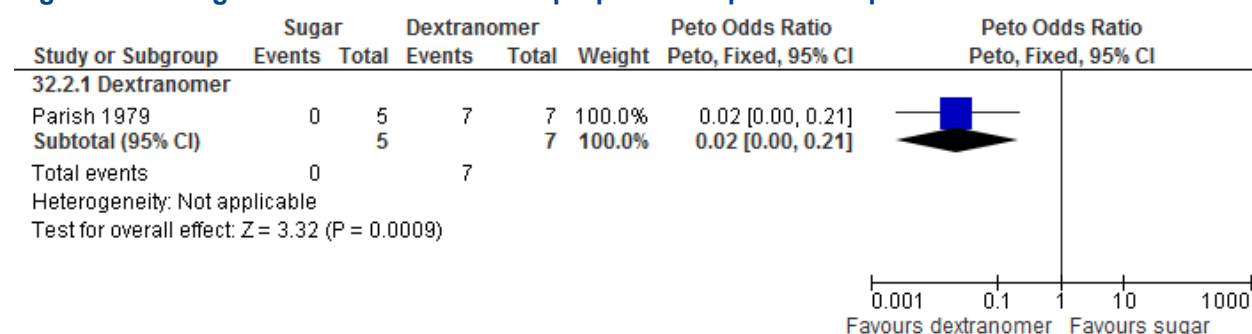 Sugar Dextranomer Peto Odds Ratio Peto Odds Ratio
Study or Subgroup Events Total Events Total Weight Peto, Fixed, 95% CI Peto, Fixed, 95% CI
32.2.1 Dextranomer
Parish 1979 0 5 7 7 100.0% 0.02 [0.00, 0.21]
Subtotal (95% CI) 5 7 100.0% 0.02 [0.00, 0.21]
Total events 0 7
Heterogeneity: Not applicable
Test for overall effect: Z = 3.32 (P = 0.0009)
0.001 0.1 1 10 1000
Favours dextranomer Favours sugar